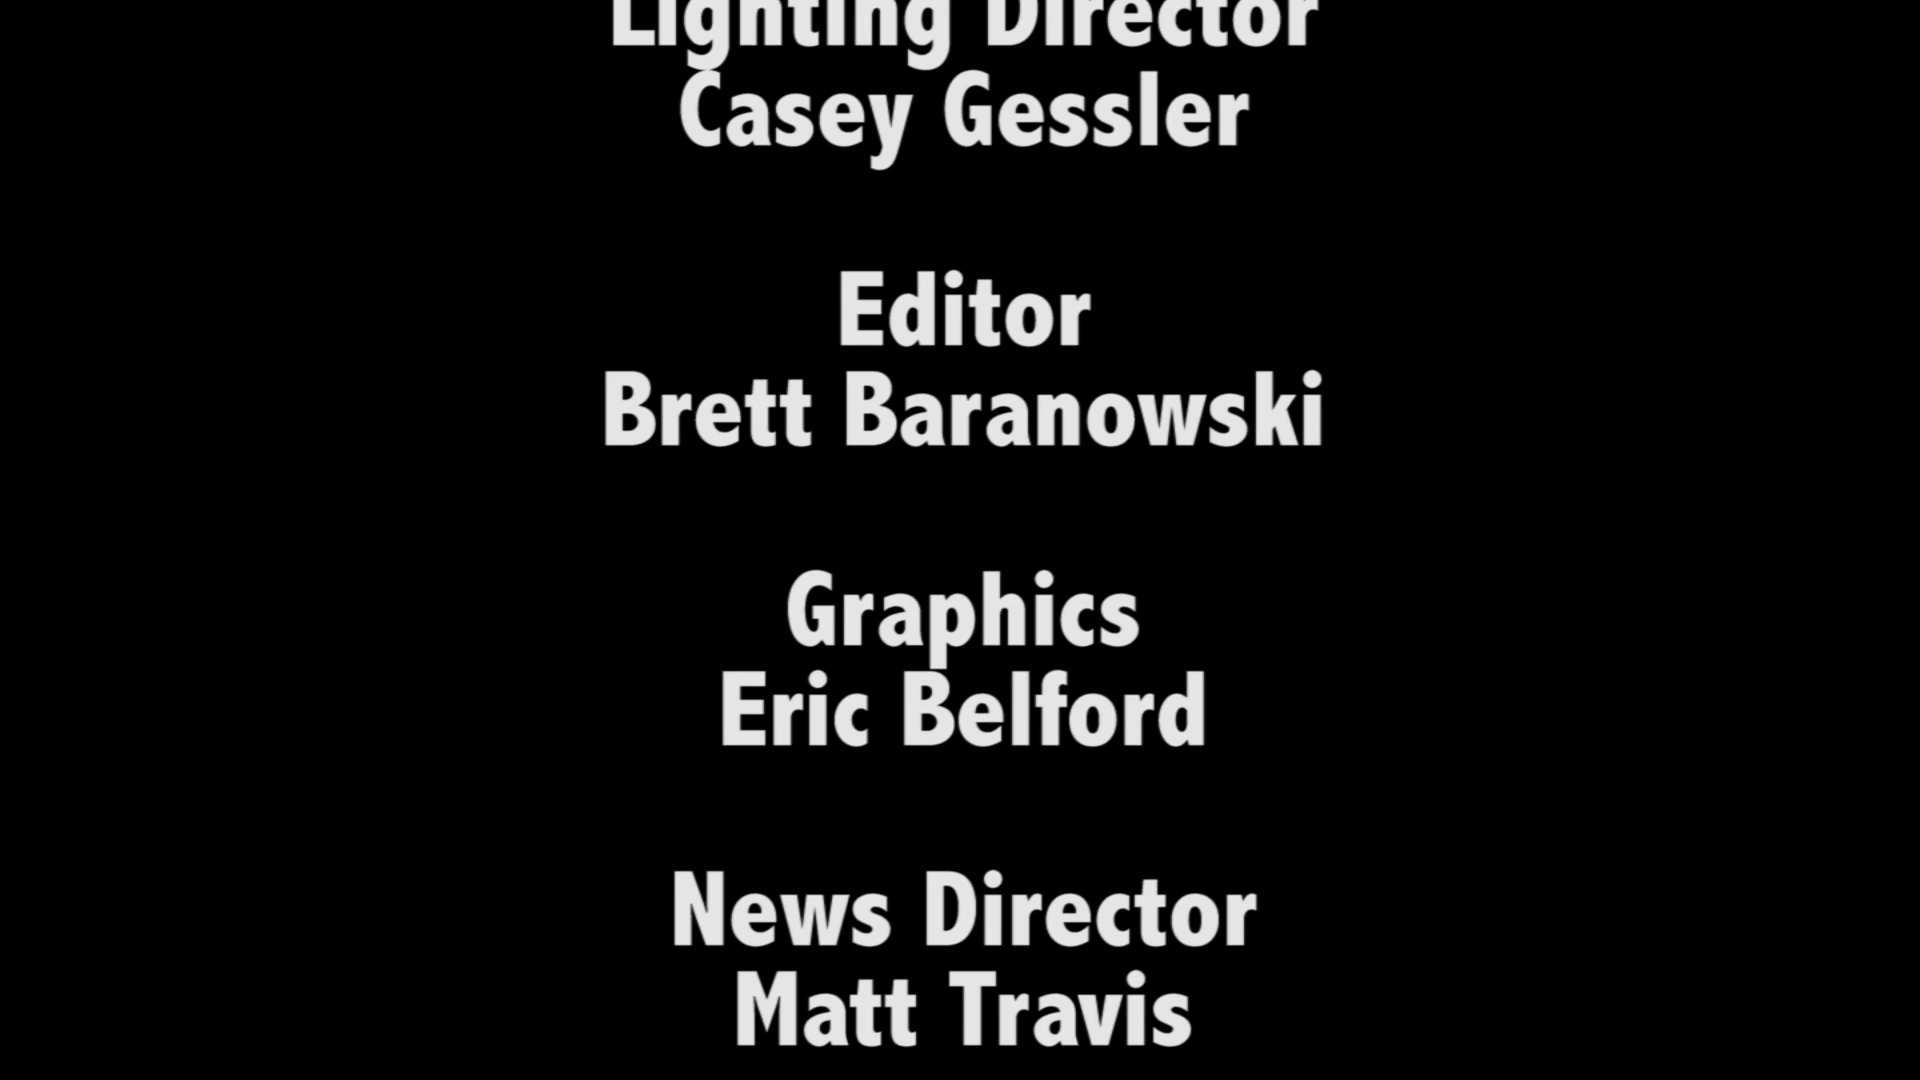 Lighting Director
Casey Gessler
Editor
Brett Baranowski
Graphics
Eric Belford
News Director
Matt Travis